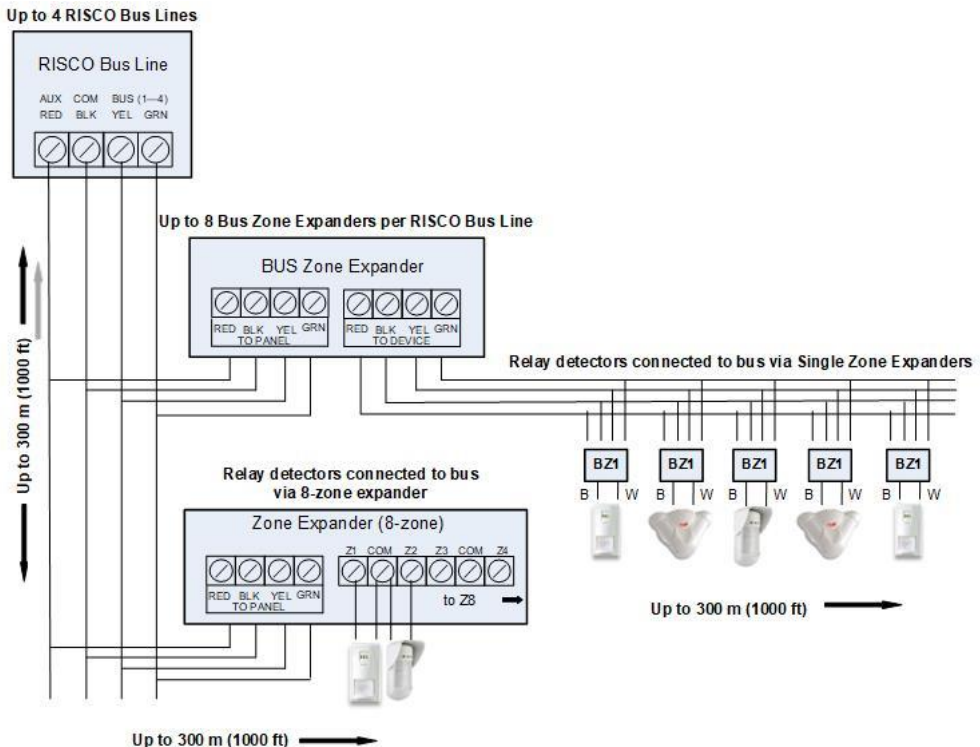 Up to 4 RISCO Bus Lines
RISCO Bus Line
AUX COM BUS (1—4)
RED BLK YEL GRN
Up to 300 m (1000 ft)
Up to 8 Bus Zone Expanders per RISCO Bus Line
BUS Zone Expander
RED BLK YEL GRN
TO PANEL
RED BLK YEL GRN
TO DEVICE
Relay detectors connected to bus via Single Zone Expanders
BZ1 BZ1 BZ1 BZ1 BZ1
B W B W B W B W B W
Up to 300 m (1000 ft)
Relay detectors connected to bus
via 8-zone expander
Zone Expander (8-zone)
RED BLK YEL GRN
TO PANEL
Z1 COM Z2 Z3 COM Z4
to Z8
Up to 300 m (1000 ft)